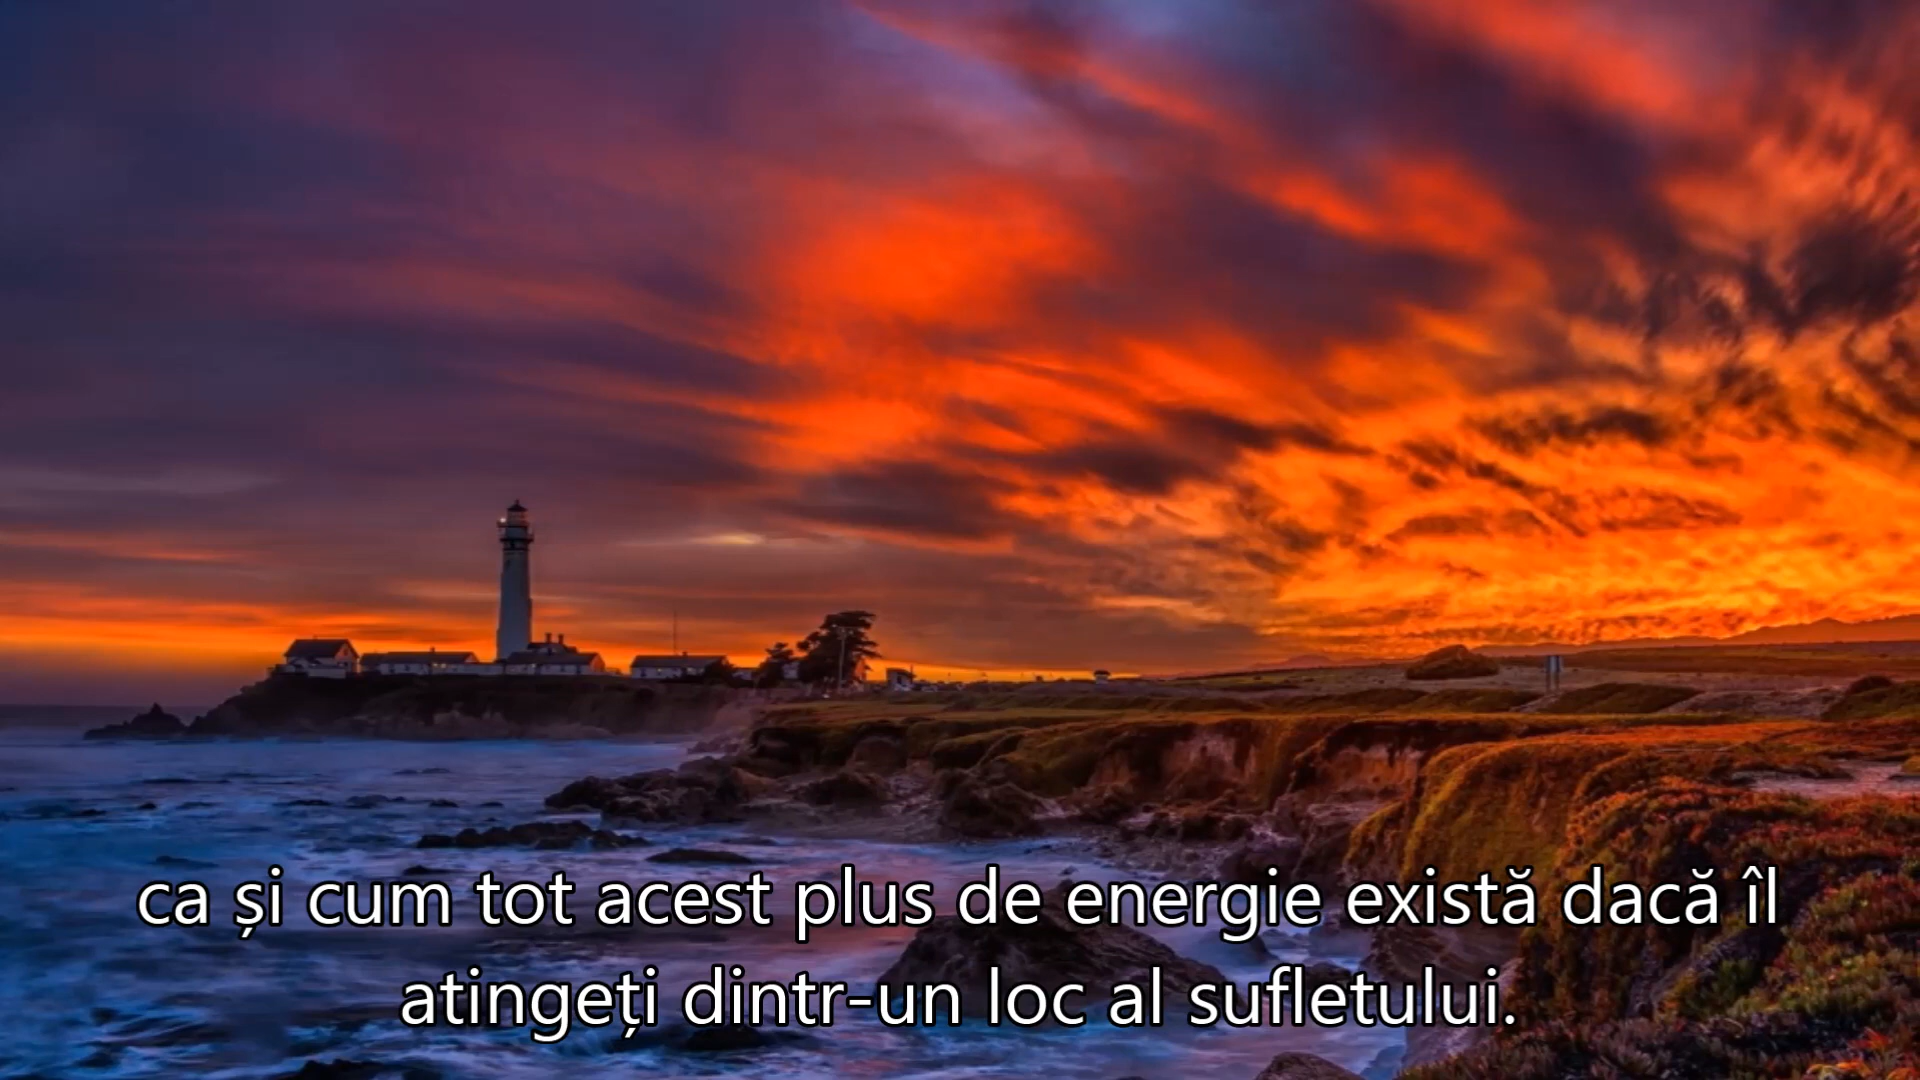 ca și cum tot acest plus de energie există dacă îl
atingeți dintr-un loc al sufletului.